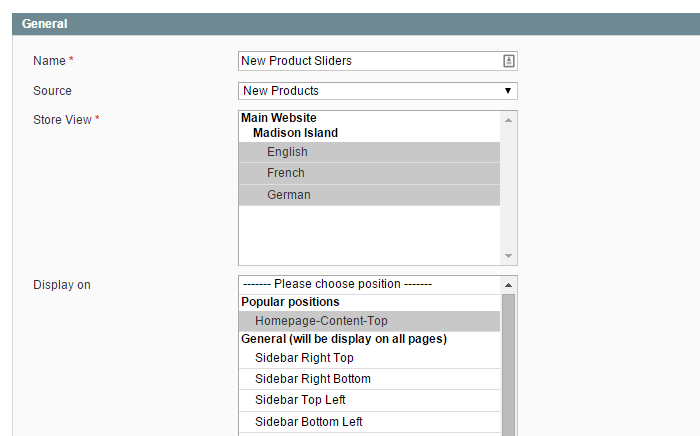 General
Name *
New Product Sliders
Source
New Products
Store View *
Main Website
Madison Island
English
French
German
Display on
------- Please choose position -------
Popular positions
Homepage-Content-Top
General (will be display on all pages)
Sidebar Right Top
Sidebar Right Bottom
Sidebar Top Left
Sidebar Bottom Left